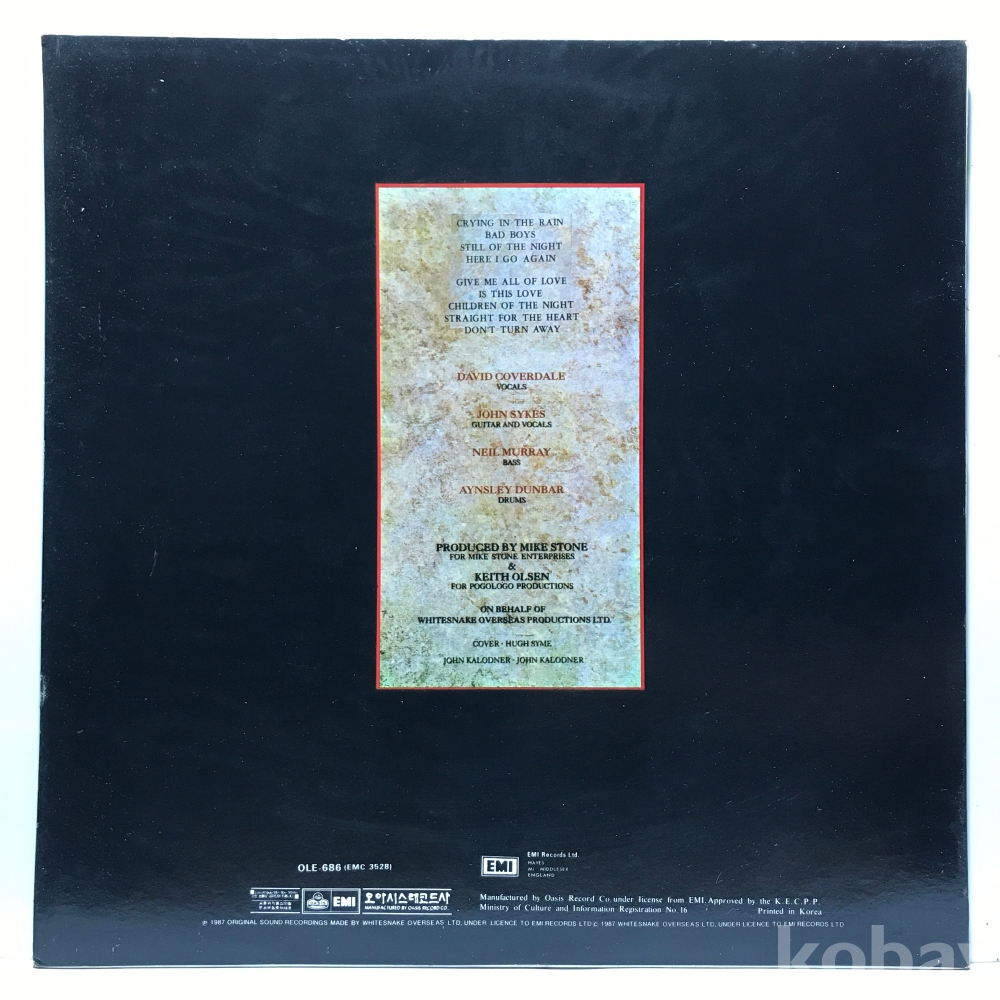 CRYING IN THE RAIN
BAD BOYS
STILL OF THE NIGHT
HERE I GO AGAIN
GIVE ME ALL OF LOVE
IS THIS LOVE
CHILDREN OF THE NIGHT
STRAIGHT FOR THE HEART
DON'T TURN AWAY
DAVID COVERDALE
VOCALS
JOHN SYKES
GUITAR AND VOCALS
NEIL MURRAY
BASS
AYNSLEY DUNBAR
DRUMS
PRODUCED BY MIKE STONE
FOR MIKE STONE ENTERPRISES
&
KEITH OLSEN
FOR POGOLOGO PRODUCTIONS
ON BEHALF OF
WHITESNAKE OVERSEAS PRODUCTIONS LTD.
COVER · HUGH SYME
JOHN KALODNER · JOHN KALODNER
OLE-686 (EMC 3528)
EMI
EMI Records Ltd.
HAYES
MIDDLESEX
ENGLAND
EMI
오아시스레코드사
MANUFACTURED BY OASIS RECORD CO.
Manufactured by Oasis Record Co. under license from EMI. Approved by the K.E.C.P.P
Ministry of Culture and Information Registration No. 16
Printed in Korea
℗ 1987 ORIGINAL SOUND RECORDINGS MADE BY WHITESNAKE OVERSEAS LTD, UNDER LICENCE TO EMI RECORDS LTD © 1987 WHITESNAKE OVERSEAS LTD, UNDER LICENCE TO EMI RECORDS LTD
kobay